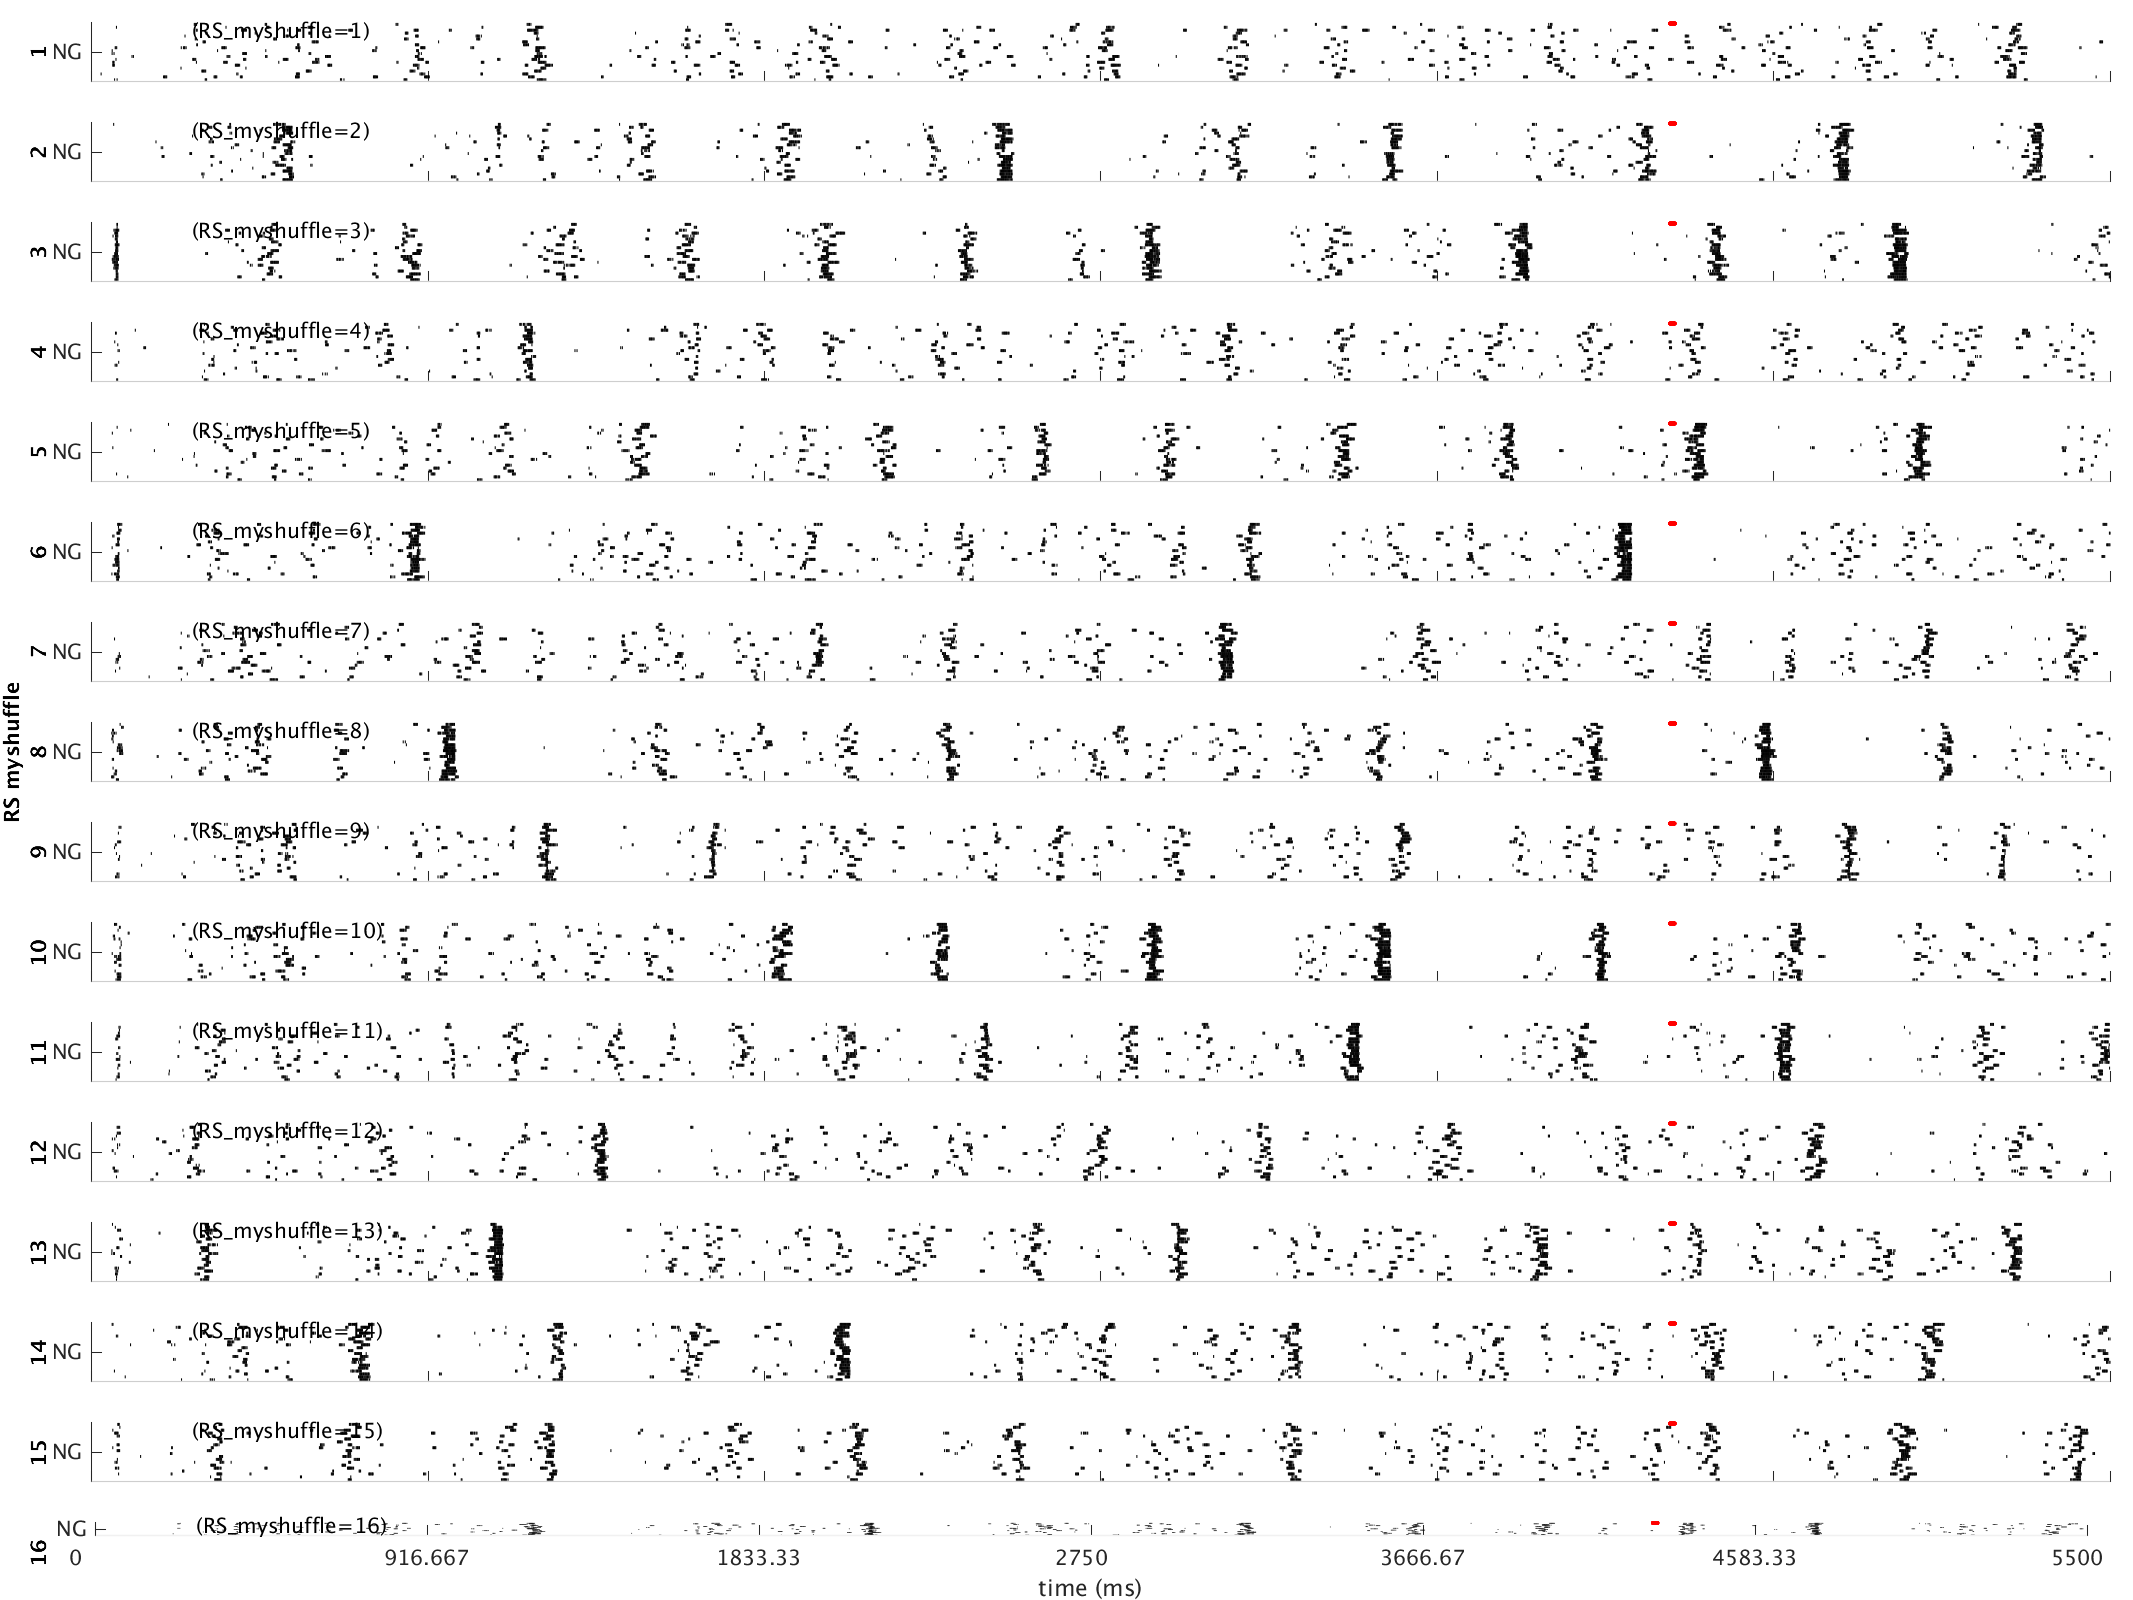 (RS_myshuffle=1)
1 NG
(RS_myshuffle=2)
2 NG
(RS_myshuffle=3)
3 NG
(RS_myshuffle=4)
4 NG
(RS_myshuffle=5)
5 NG
(RS_myshuffle=6)
6 NG
(RS_myshuffle=7)
7 NG
RS myshuffle
(RS_myshuffle=8)
8 NG
(RS_myshuffle=9)
9 NG
(RS_myshuffle=10)
10 NG
(RS_myshuffle=11)
11 NG
(RS_myshuffle=12)
12 NG
(RS_myshuffle=13)
13 NG
(RS_myshuffle=14)
14 NG
(RS_myshuffle=15)
15 NG
(RS_myshuffle=16)
16 NG
0 916.667 1833.33 2750 3666.67 4583.33 5500
time (ms)